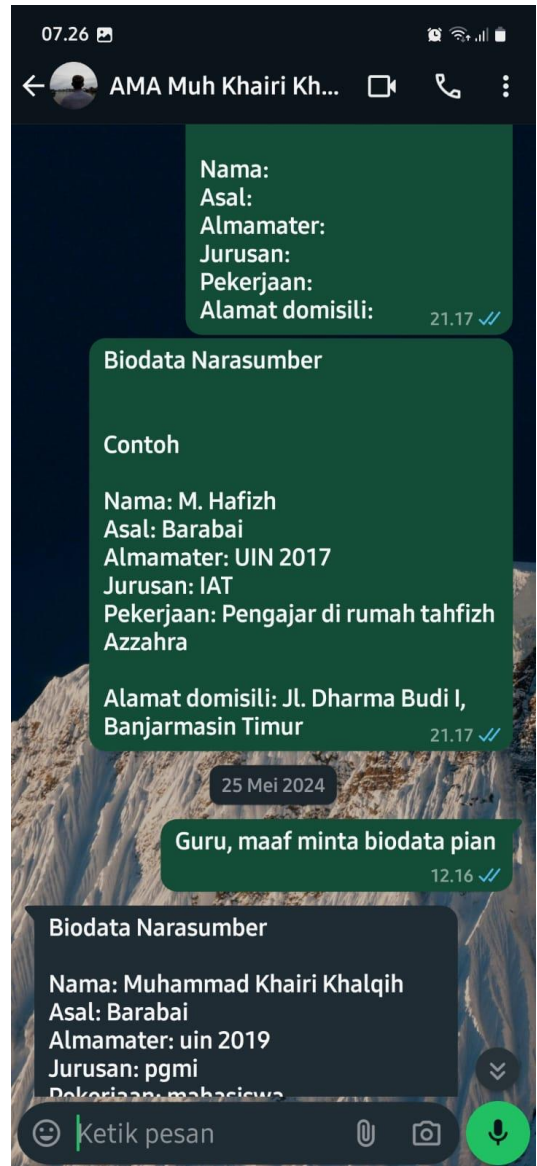 07.26
AMA Muh Khairi Kh...
Nama:
Asal:
Almamater:
Jurusan:
Pekerjaan:
Alamat domisili:
21.17
Biodata Narasumber
Contoh
Nama: M. Hafizh
Asal: Barabai
Almamater: UIN 2017
Jurusan: IAT
Pekerjaan: Pengajar di rumah tahfizh
Azzahra
Alamat domisili: Jl. Dharma Budi I,
Banjarmasin Timur
21.17
25 Mei 2024
Guru, maaf minta biodata pian
12.16
Biodata Narasumber
Nama: Muhammad Khairi Khalqih
Asal: Barabai
Almamater: uin 2019
Jurusan: pgmi
Pekerjaan: mahasiswa
Ketik pesan